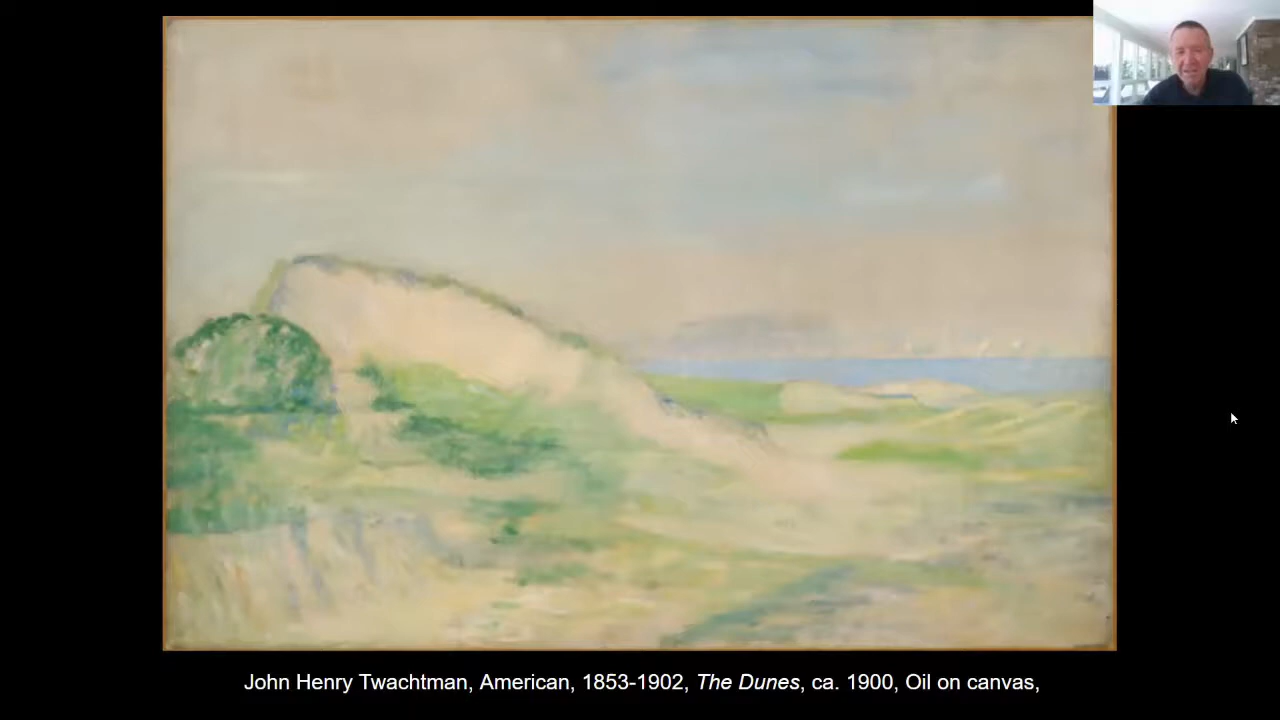 John Henry Twachtman, American, 1853-1902, The Dunes, ca. 1900, Oil on canvas,